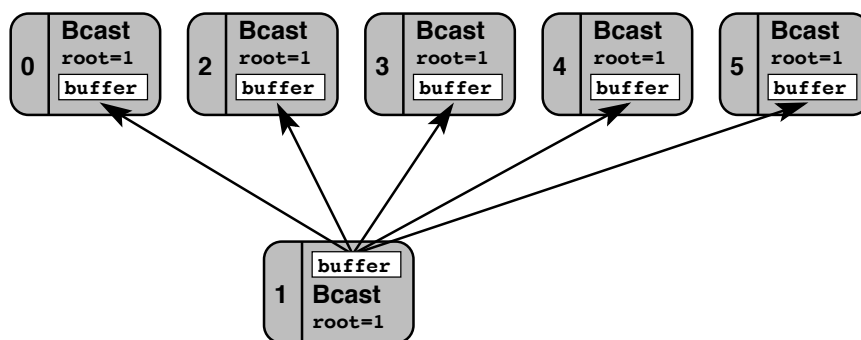 0
Bcast
root=1
buffer
2
Bcast
root=1
buffer
3
Bcast
root=1
buffer
4
Bcast
root=1
buffer
5
Bcast
root=1
buffer
1
buffer
Bcast
root=1